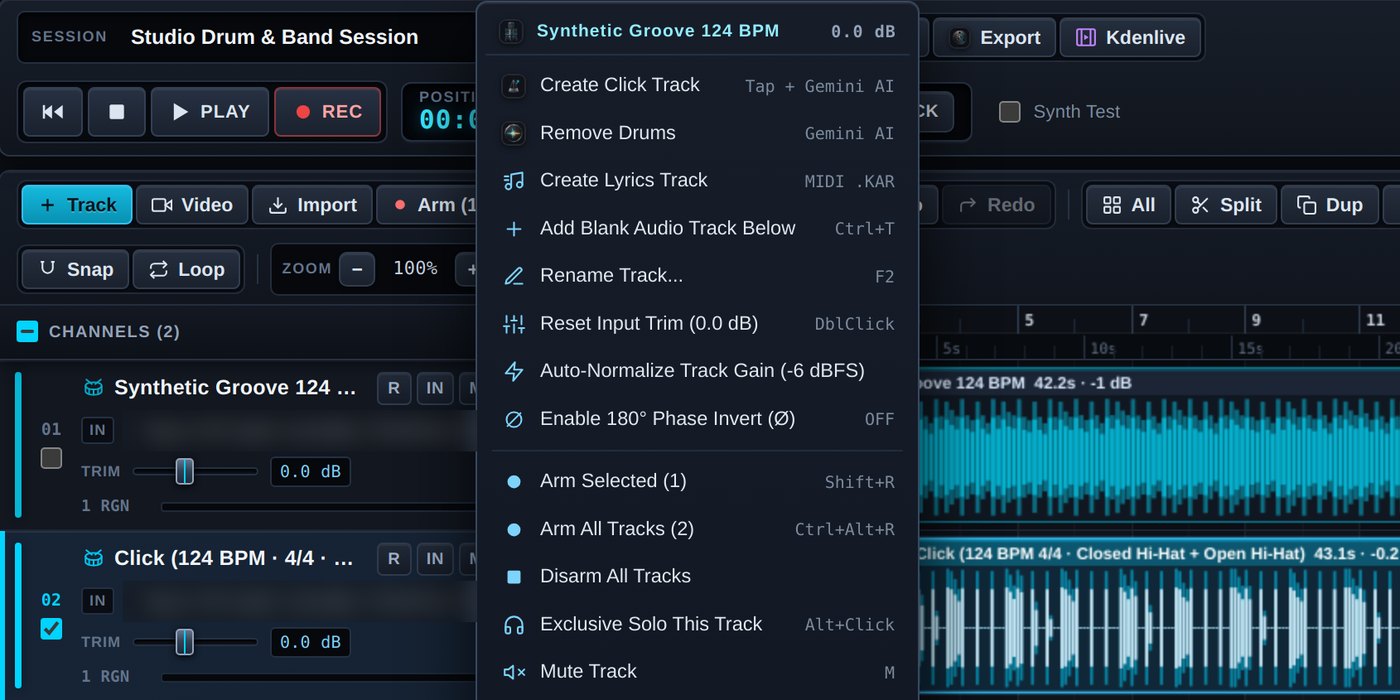 SESSION Studio Drum & Band Session
Export Kdenlive
PLAY REC
POSITI
00:0
CK
Synth Test
Track Video Import Arm (1
Redo
All Split Dup
Snap Loop
ZOOM − 100% +
CHANNELS (2)
5 7 9 11
5s 10s 15s 20
01
Synthetic Groove 124 ... R IN M
IN
TRIM 0.0 dB
1 RGN
02
Click (124 BPM · 4/4 · ... R IN M
IN
TRIM 0.0 dB
1 RGN
Synthetic Groove 124 BPM 0.0 dB
Create Click Track Tap + Gemini AI
Remove Drums Gemini AI
Create Lyrics Track MIDI .KAR
Add Blank Audio Track Below Ctrl+T
Rename Track... F2
Reset Input Trim (0.0 dB) DblClick
Auto-Normalize Track Gain (-6 dBFS)
Enable 180° Phase Invert (Ø) OFF
Arm Selected (1) Shift+R
Arm All Tracks (2) Ctrl+Alt+R
Disarm All Tracks
Exclusive Solo This Track Alt+Click
Mute Track M
oove 124 BPM 42.2s · -1 dB
Click (124 BPM 4/4 · Closed Hi-Hat + Open Hi-Hat) 43.1s · -0.2